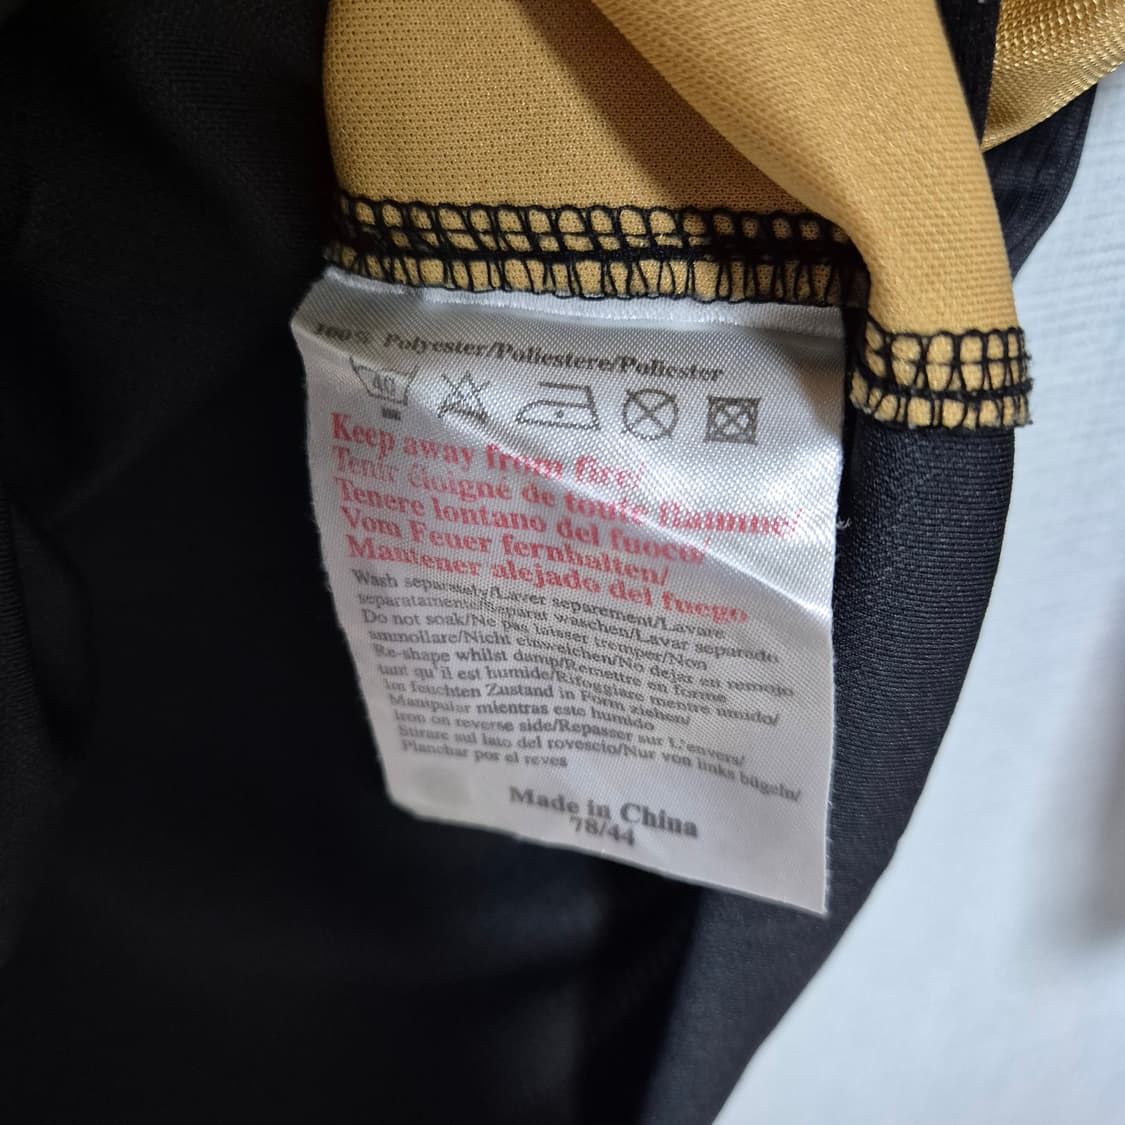 100% Polyester/Poliestere/Poliester
40
Keep away from fire/
Tenir éloigné de toute flamme/
Tenere lontano del fuoco/
Vom Feuer fernhalten/
Mantener alejado del fuego
Wash separately/Laver separement/Lavare
separatamente/Separat waschen/Lavar separado
Do not soak/Ne pas laisser tremper/Non
ammollare/Nicht einweichen/No dejar en remojo
Re-shape whilst damp/Remettre en forme
tant qu'il est humide/Rifoggiare mentre umido/
Im feuchten Zustand in Form ziehen/
Manipular mientras este humido
Iron on reverse side/Repasser sur L'envers/
Stirare sul lato del rovescio/Nur von links bügeln/
Planchar por el reves
Made in China
78/44